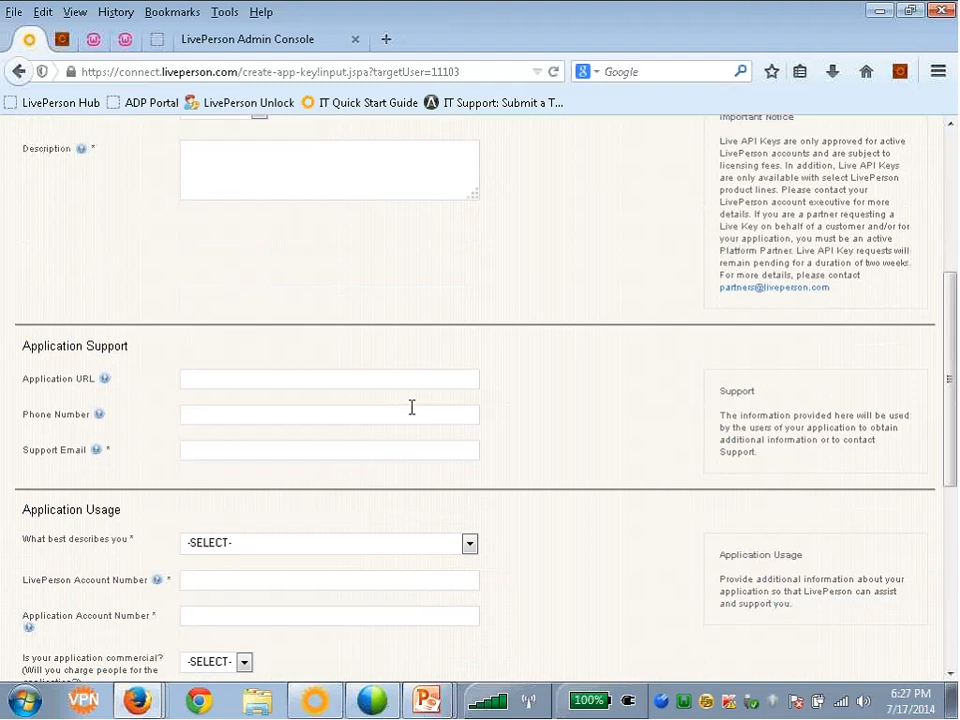 File Edit View History Bookmarks Tools Help
LivePerson Admin Console
https://connect.liveperson.com/create-app-key!input.jspa?targetUser=11103
Google
LivePerson Hub ADP Portal LivePerson Unlock IT Quick Start Guide IT Support: Submit a T...
Description *
Important Notice
Live API Keys are only approved for active
LivePerson accounts and are subject to
licensing fees. In addition, Live API Keys
are only available with select LivePerson
product lines. Please contact your
LivePerson account executive for more
details. If you are a partner requesting a
Live Key on behalf of a customer and/or for
your application, you must be an active
Platform Partner. Live API Key requests will
remain pending for a duration of two weeks.
For more details, please contact
partners@liveperson.com
Application Support
Application URL
Phone Number
Support Email *
Support
The information provided here will be used
by the users of your application to obtain
additional information or to contact
Support.
Application Usage
What best describes you *
-SELECT-
LivePerson Account Number *
Application Account Number *
Is your application commercial?
(Will you charge people for the
application?)
-SELECT-
Application Usage
Provide additional information about your
application so that LivePerson can assist
and support you.
VPN
100%
6:27 PM
7/17/2014